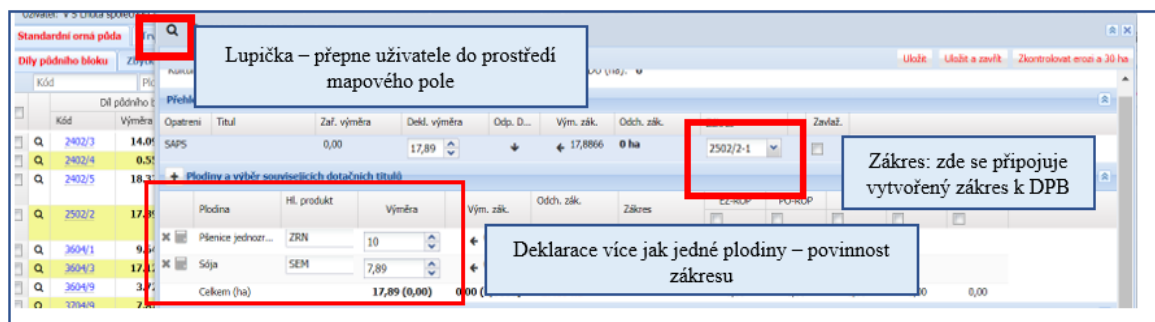 Standardní orná půda
Díly půdního bloku
Uložit Uložit a zavřít Zkontrolovat erozi a 30 ha
Lupička – přepne uživatele do prostředí
mapového pole
Kód
Díl půdního
Kód Výměra
Opatreni Titul Zař. výměra Dekl. výměra Odp. D... Vým. zák. Odch. zák. Zavlaž.
SAPS 0,00 17,89 17,8866 0 ha 2502/2-1
2402/3
2402/4
2402/5
2502/2
3604/1
3604/3
3604/9
3704/9
Zákres: zde se připojuje
vytvořený zákres k DPB
+ Plodiny a výběr souvisejících dotačních titulů
Plodina Hl. produkt Výměra Vým. zák. Odch. zák. Zákres
Pšenice jednozr... ZRN 10
Sója SEM 7,89
Celkem (ha) 17,89 (0,00) 0,00
Deklarace více jak jedné plodiny – povinnost
zákresu